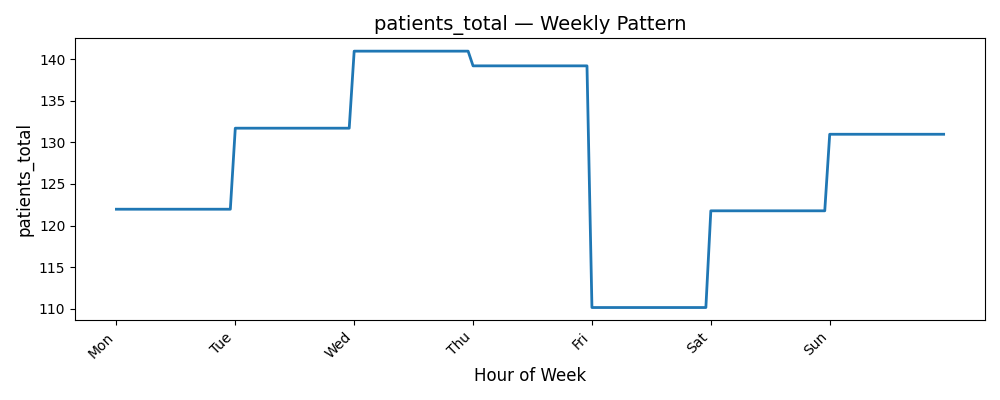 patients_total — Weekly Pattern
patients_total
140
135
130
125
120
115
110
Mon
Tue
Wed
Thu
Fri
Sat
Sun
Hour of Week